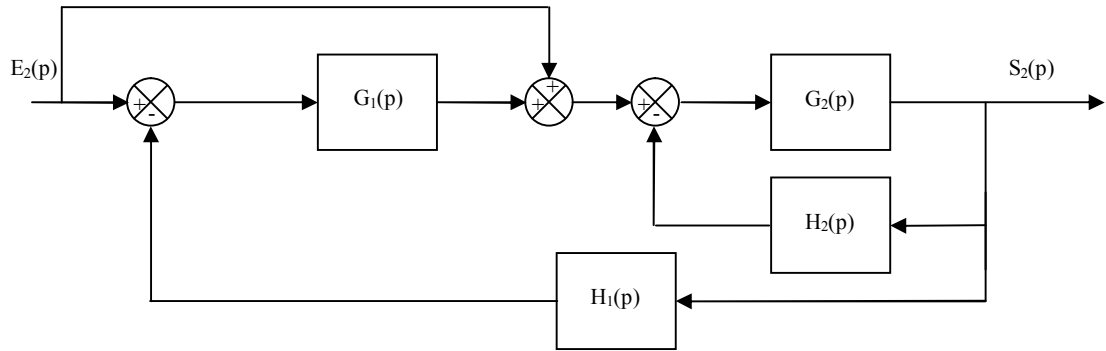 E₂(p)
S₂(p)
+
-
G₁(p)
+
+
+
-
G₂(p)
H₂(p)
H₁(p)